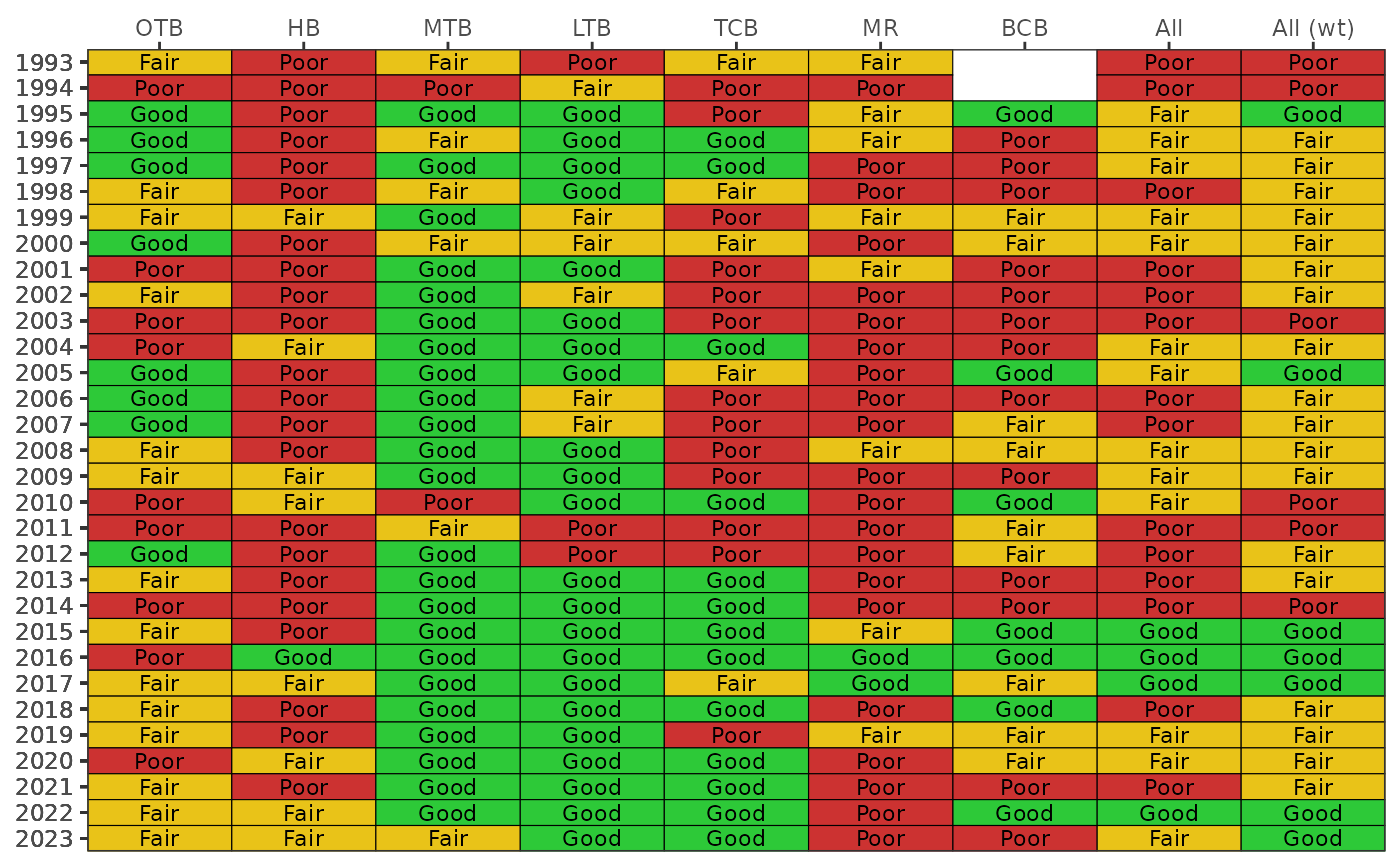 OTB HB MTB LTB TCB MR BCB All All (wt)
1993 Fair Poor Fair Poor Fair Fair Poor Poor
1994 Poor Poor Poor Fair Poor Poor Poor Poor
1995 Good Poor Good Good Poor Fair Good Fair Good
1996 Good Poor Fair Good Good Fair Poor Fair Fair
1997 Good Poor Good Good Good Poor Poor Fair Fair
1998 Fair Poor Fair Good Fair Poor Poor Poor Fair
1999 Fair Fair Good Fair Poor Fair Fair Fair Fair
2000 Good Poor Fair Fair Fair Poor Fair Fair Fair
2001 Poor Poor Good Good Poor Fair Poor Poor Fair
2002 Fair Poor Good Fair Poor Poor Poor Poor Fair
2003 Poor Poor Good Good Poor Poor Poor Poor Poor
2004 Poor Fair Good Good Good Poor Poor Fair Fair
2005 Good Poor Good Good Fair Poor Good Fair Good
2006 Good Poor Good Fair Poor Poor Poor Poor Fair
2007 Good Poor Good Fair Poor Poor Fair Poor Fair
2008 Fair Poor Good Good Poor Fair Fair Fair Fair
2009 Fair Fair Good Good Poor Poor Poor Fair Fair
2010 Poor Fair Poor Good Good Poor Good Fair Poor
2011 Poor Poor Fair Poor Poor Poor Fair Poor Poor
2012 Good Poor Good Poor Poor Poor Fair Poor Fair
2013 Fair Poor Good Good Good Poor Poor Poor Fair
2014 Poor Poor Good Good Good Poor Poor Poor Poor
2015 Fair Poor Good Good Good Fair Good Good Good
2016 Poor Good Good Good Good Good Good Good Good
2017 Fair Fair Good Good Fair Good Fair Good Good
2018 Fair Poor Good Good Good Poor Good Poor Fair
2019 Fair Poor Good Good Poor Fair Fair Fair Fair
2020 Poor Fair Good Good Good Poor Fair Fair Fair
2021 Fair Poor Good Good Good Poor Poor Poor Fair
2022 Fair Fair Good Good Good Poor Good Good Good
2023 Fair Fair Fair Good Good Poor Poor Fair Good